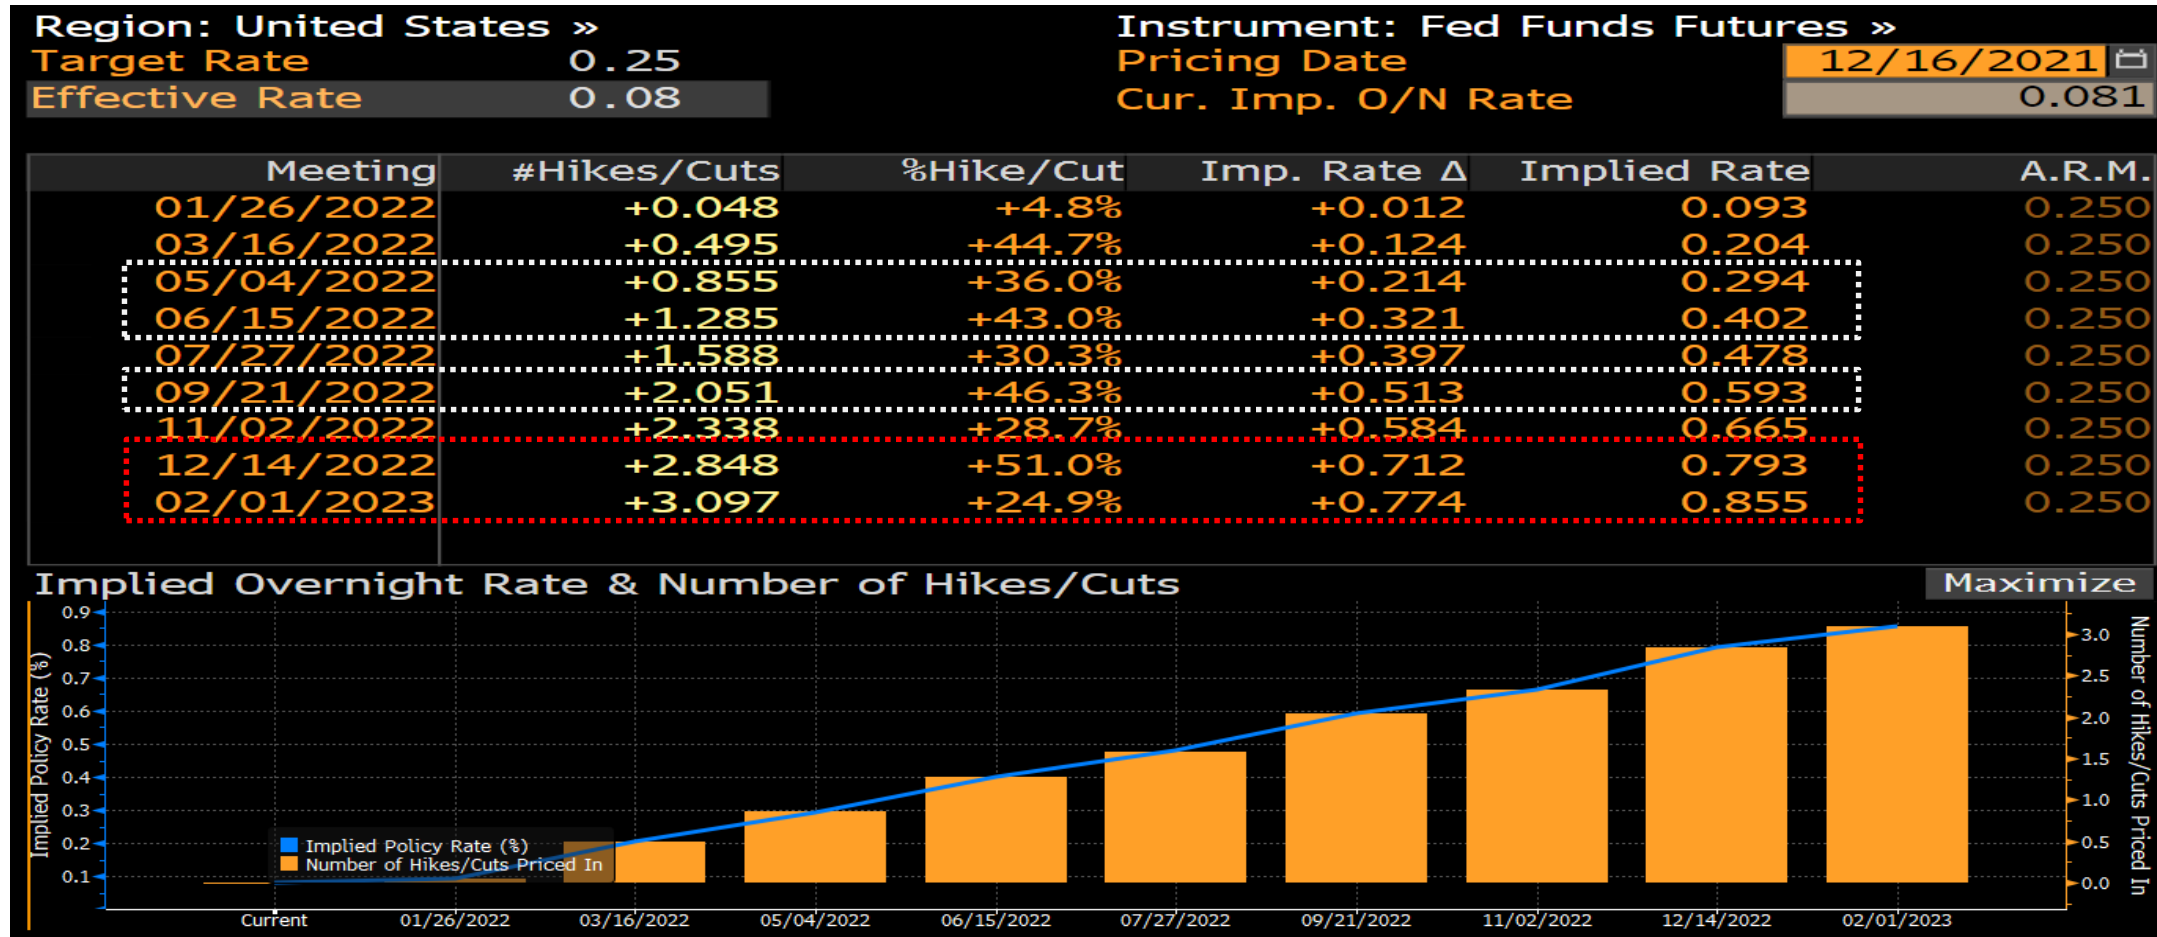 Region: United States » Instrument: Fed Funds Futures »
Target Rate 0.25 Pricing Date 12/16/2021
Effective Rate 0.08 Cur. Imp. O/N Rate 0.081
Meeting #Hikes/Cuts %Hike/Cut Imp. Rate Δ Implied Rate A.R.M.
01/26/2022 +0.048 +4.8% +0.012 0.093 0.250
03/16/2022 +0.495 +44.7% +0.124 0.204 0.250
05/04/2022 +0.855 +36.0% +0.214 0.294 0.250
06/15/2022 +1.285 +43.0% +0.321 0.402 0.250
07/27/2022 +1.588 +30.3% +0.397 0.478 0.250
09/21/2022 +2.051 +46.3% +0.513 0.593 0.250
11/02/2022 +2.338 +28.7% +0.584 0.665 0.250
12/14/2022 +2.848 +51.0% +0.712 0.793 0.250
02/01/2023 +3.097 +24.9% +0.774 0.855 0.250
Implied Overnight Rate & Number of Hikes/Cuts Maximize
Implied Policy Rate (%)
0.9
0.8
0.7
0.6
0.5
0.4
0.3
0.2
0.1
Implied Policy Rate (%)
Number of Hikes/Cuts Priced In
3.0
2.5
2.0
1.5
1.0
0.5
0.0
Number of Hikes/Cuts Priced In
Current 01/26/2022 03/16/2022 05/04/2022 06/15/2022 07/27/2022 09/21/2022 11/02/2022 12/14/2022 02/01/2023